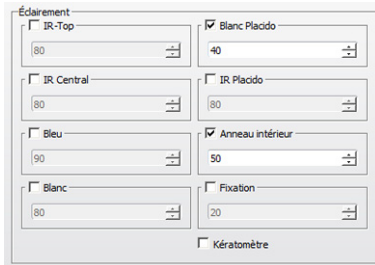 Éclairement
IR-Top
Blanc Placido
80
40
IR Central
IR Placido
80
80
Bleu
Anneau intérieur
90
50
Blanc
Fixation
80
20
Kératomètre